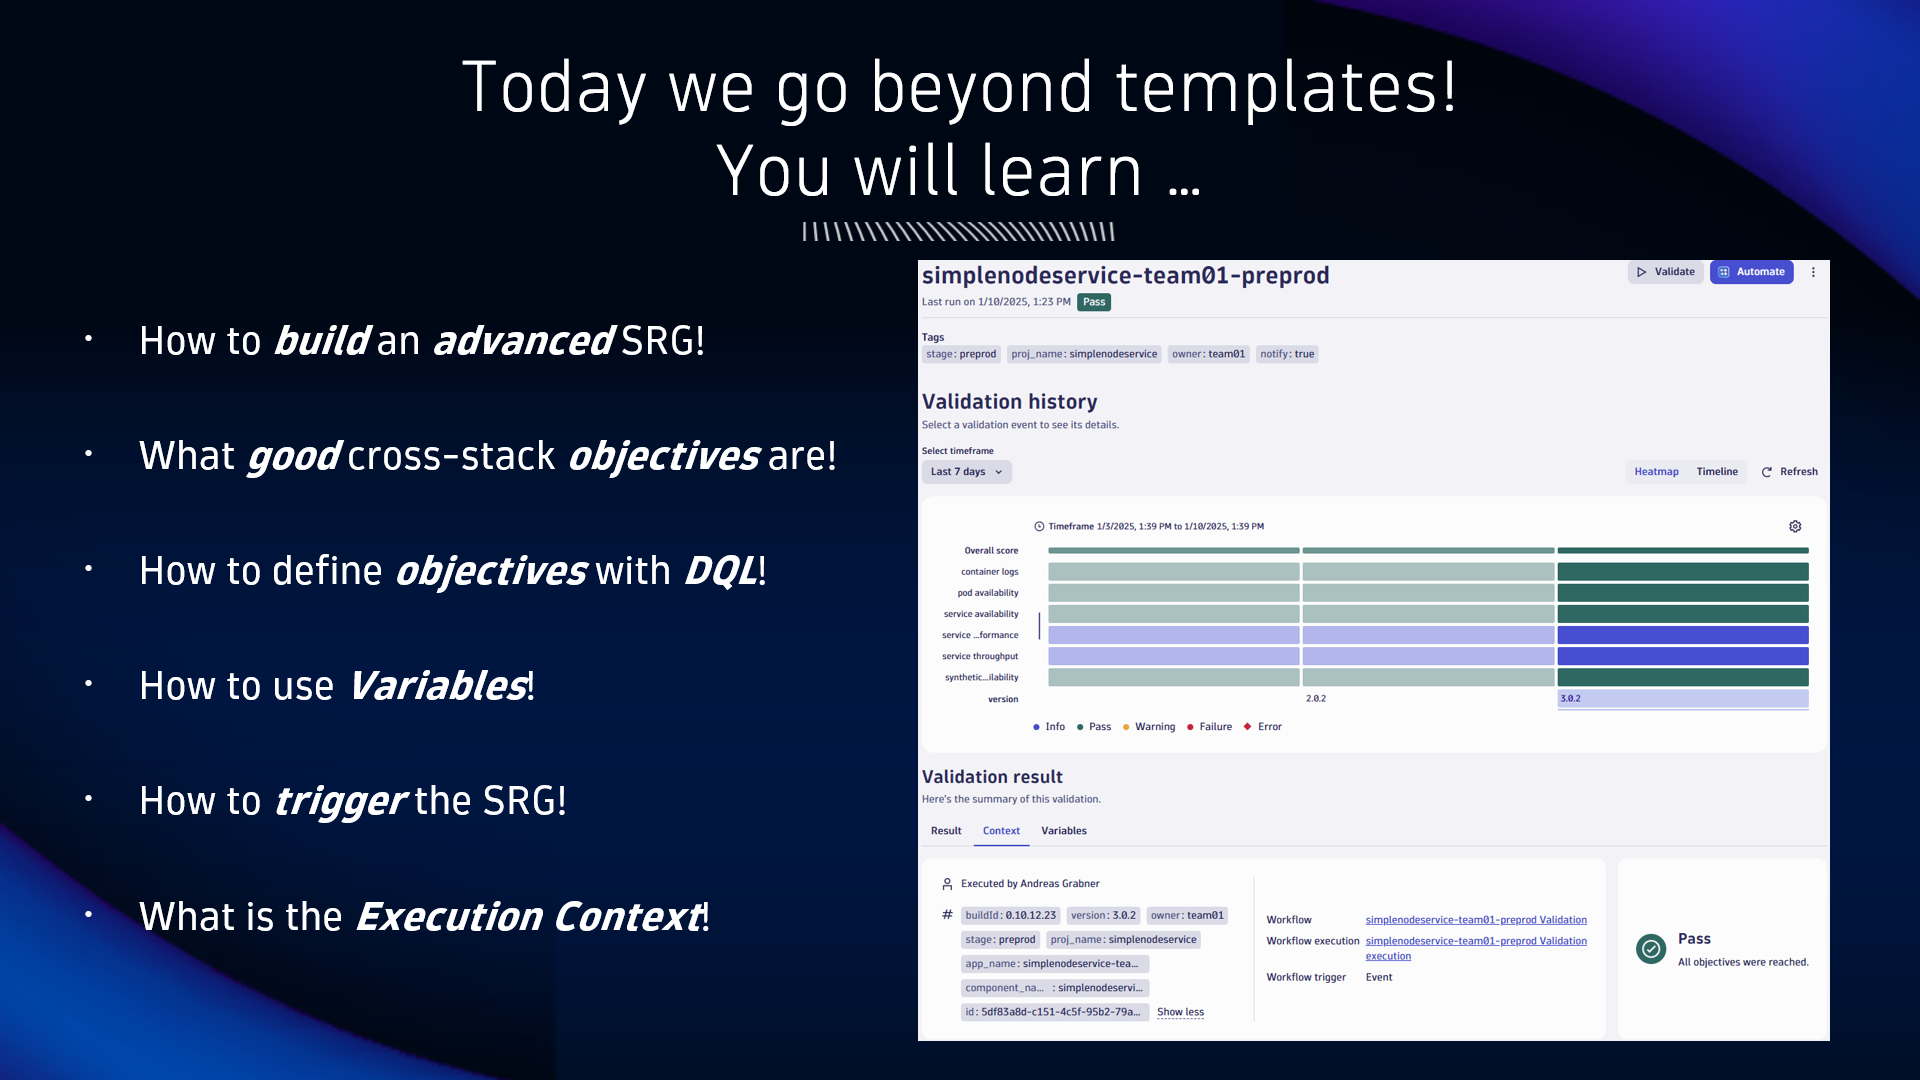 Today we go beyond templates!
You will learn …
• How to build an advanced SRG!
• What good cross-stack objectives are!
• How to define objectives with DQL!
• How to use Variables!
• How to trigger the SRG!
• What is the Execution Context!
simplenodeservice-team01-preprod
Validate
Automate
Last run on 1/10/2025, 1:23 PM Pass
Tags
stage: preprod proj_name: simplenodeservice owner: team01 notify: true
Validation history
Select a validation event to see its details.
Select timeframe
Last 7 days
Heatmap Timeline Refresh
Timeframe 1/3/2025, 1:39 PM to 1/10/2025, 1:39 PM
Overall score
container logs
pod availability
service availability
service ...formance
service throughput
synthetic...ilability
version 2.0.2 3.0.2
Info Pass Warning Failure Error
Validation result
Here's the summary of this validation.
Result Context Variables
Executed by Andreas Grabner
# buildId: 0.10.12.23 version: 3.0.2 owner: team01
stage: preprod proj_name: simplenodeservice
app_name: simplenodeservice-tea...
component_na... : simplenodeservi...
id: 5df83a8d-c151-4c5f-95b2-79a... Show less
Workflow simplenodeservice-team01-preprod Validation
Workflow execution simplenodeservice-team01-preprod Validation
execution
Workflow trigger Event
Pass
All objectives were reached.